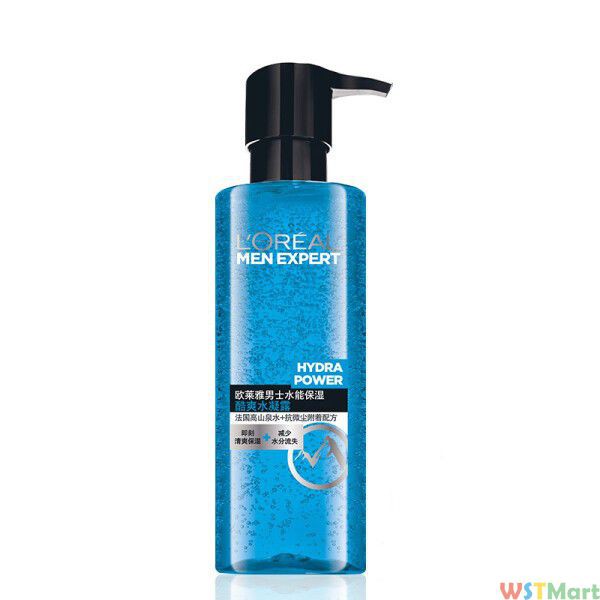 L'ORÉAL
MEN EXPERT
HYDRA
POWER
欧莱雅男士水能保湿
酷爽水凝露
法国高山泉水+抗微尘附着配方
即刻
清爽保湿
+
减少
水分流失
WSTMart